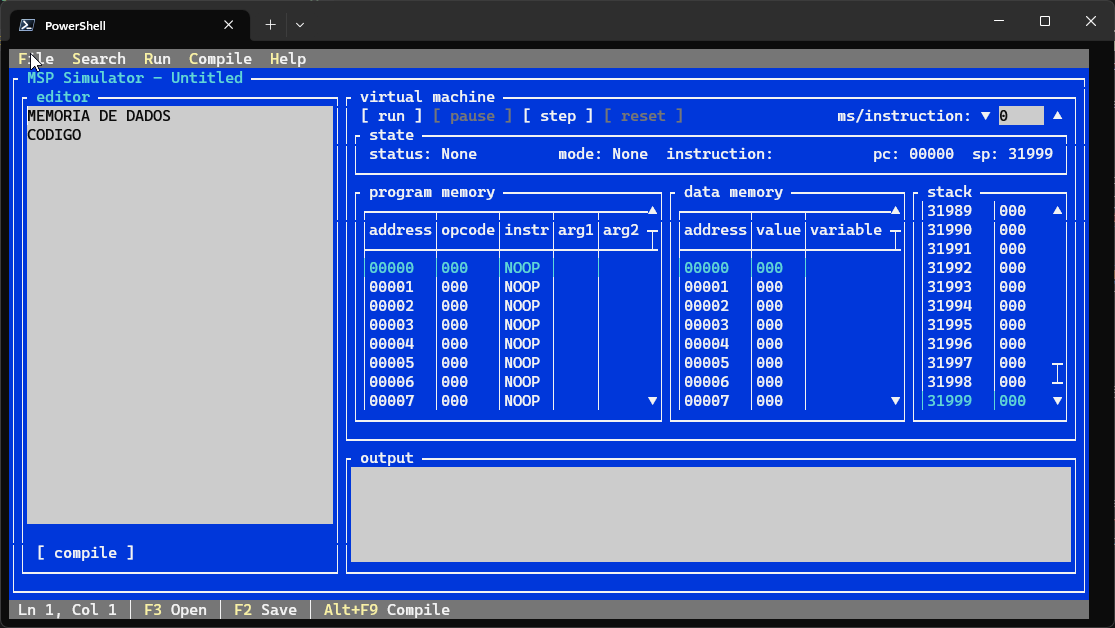 PowerShell
File Search Run Compile Help
MSP Simulator - Untitled
editor
MEMORIA DE DADOS
CODIGO
[ compile ]
virtual machine
[ run ] [ pause ] [ step ] [ reset ] ms/instruction: ▼ 0 ▲
state
status: None mode: None instruction: pc: 00000 sp: 31999
program memory
address opcode instr arg1 arg2
00000 000 NOOP
00001 000 NOOP
00002 000 NOOP
00003 000 NOOP
00004 000 NOOP
00005 000 NOOP
00006 000 NOOP
00007 000 NOOP
data memory
address value variable
00000 000
00001 000
00002 000
00003 000
00004 000
00005 000
00006 000
00007 000
stack
31989 000
31990 000
31991 000
31992 000
31993 000
31994 000
31995 000
31996 000
31997 000
31998 000
31999 000
output
Ln 1, Col 1 F3 Open F2 Save Alt+F9 Compile